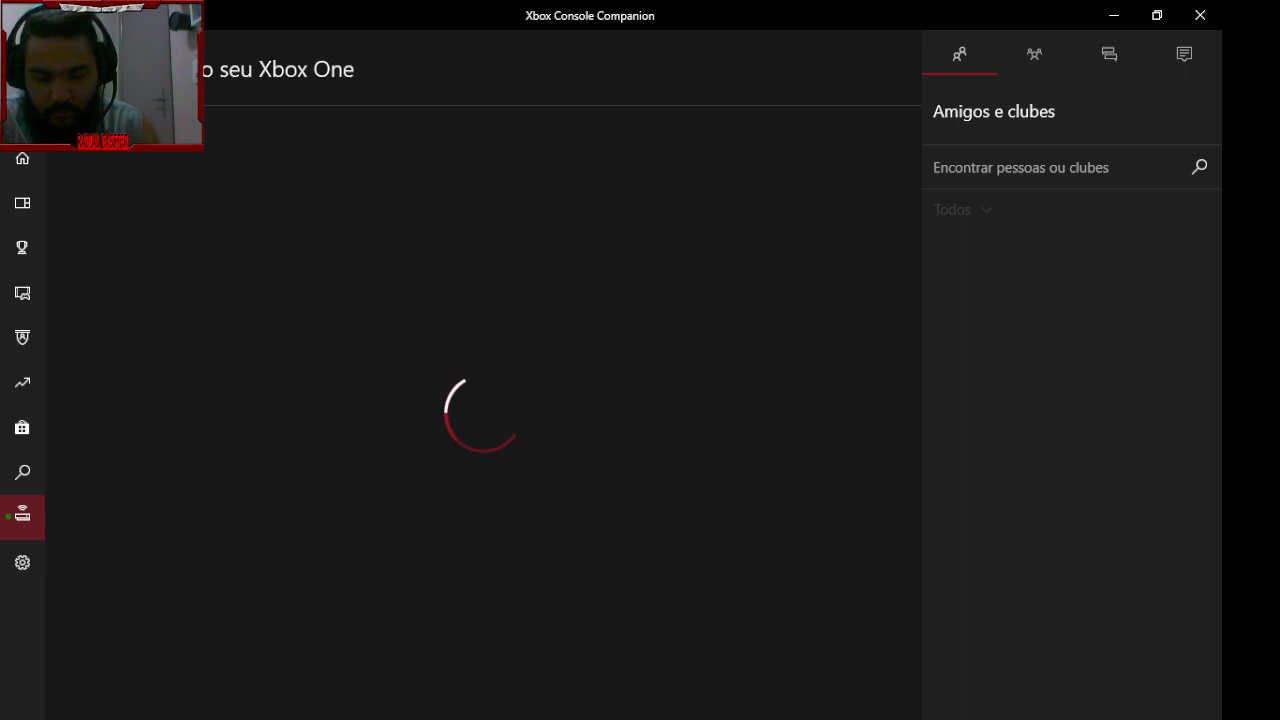 Xbox Console Companion
o seu Xbox One
Amigos e clubes
Encontrar pessoas ou clubes
Todos